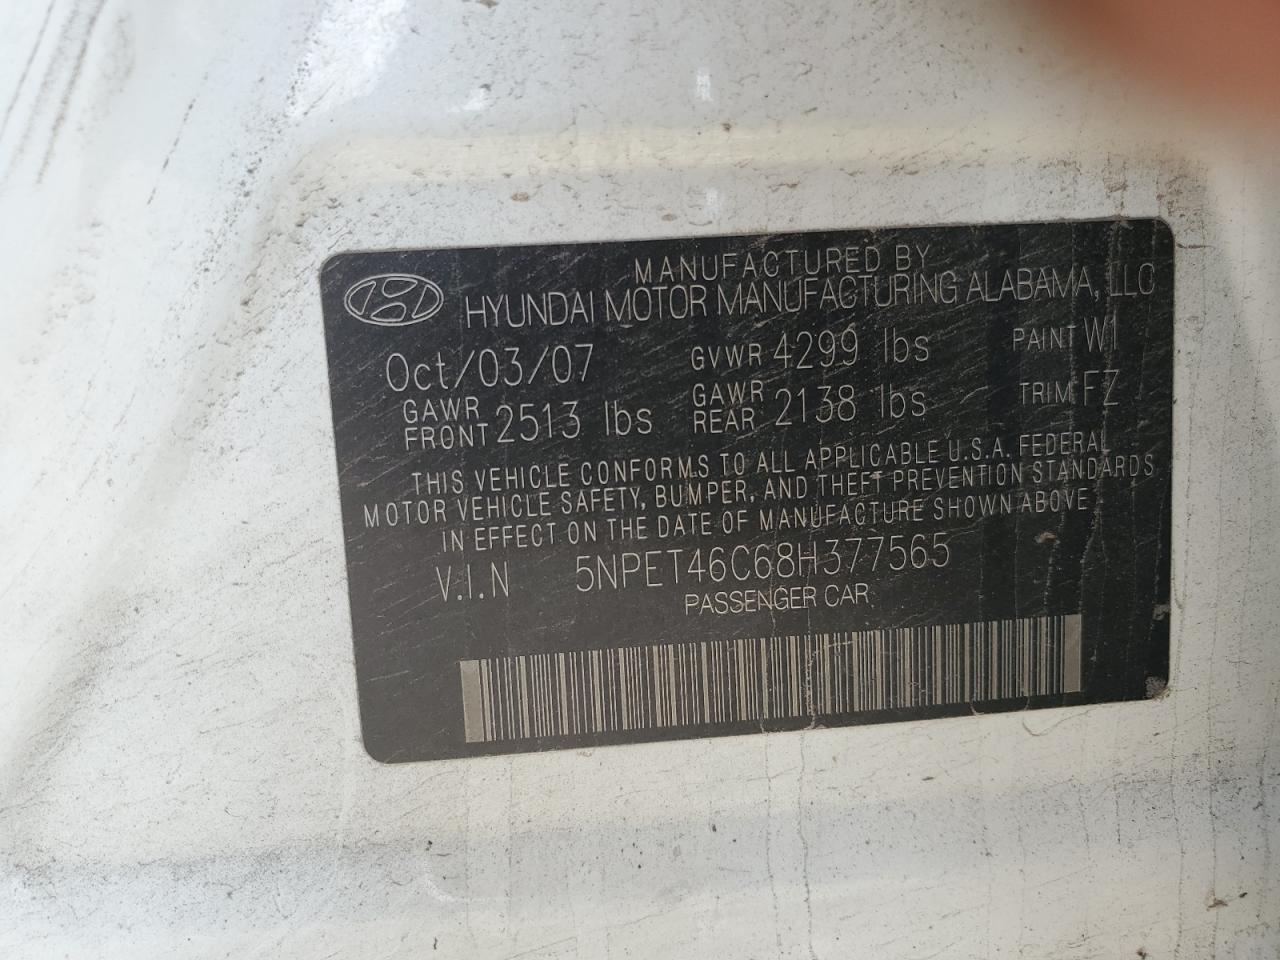 MANUFACTURED BY
HYUNDAI MOTOR MANUFACTURING ALABAMA, LLC
Oct/03/07 GVWR 4299 lbs PAINT W1
GAWR FRONT 2513 lbs GAWR REAR 2138 lbs TRIM FZ
THIS VEHICLE CONFORMS TO ALL APPLICABLE U.S.A. FEDERAL
MOTOR VEHICLE SAFETY, BUMPER, AND THEFT PREVENTION STANDARDS
IN EFFECT ON THE DATE OF MANUFACTURE SHOWN ABOVE
V.I.N 5NPET46C68H377565
PASSENGER CAR